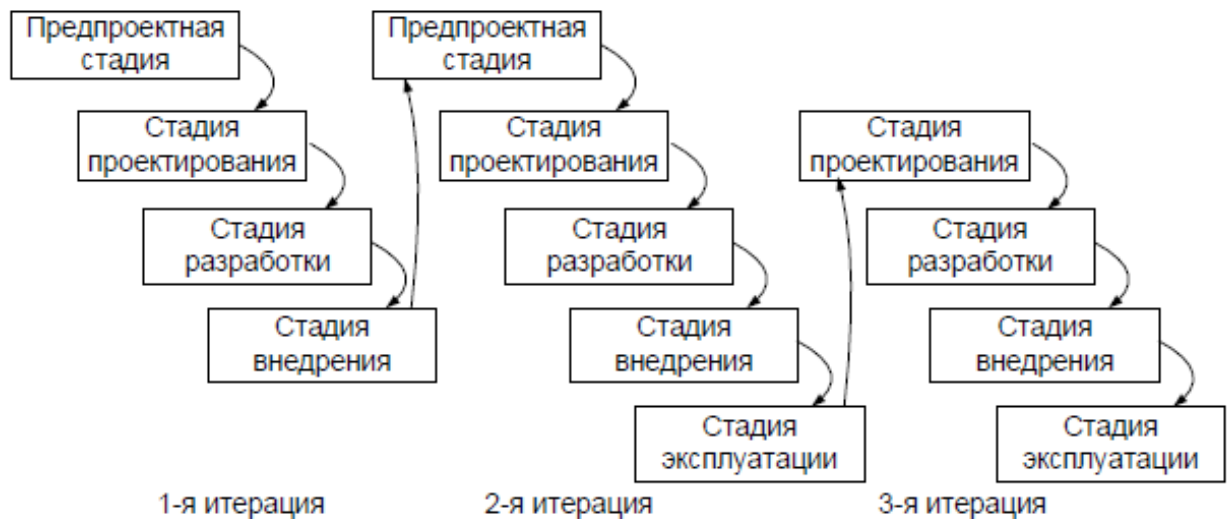 Предпроектная
стадия
Стадия
проектирования
Стадия
разработки
Стадия
внедрения
Предпроектная
стадия
Стадия
проектирования
Стадия
разработки
Стадия
внедрения
Стадия
эксплуатации
Стадия
проектирования
Стадия
разработки
Стадия
внедрения
Стадия
эксплуатации
1-я итерация
2-я итерация
3-я итерация